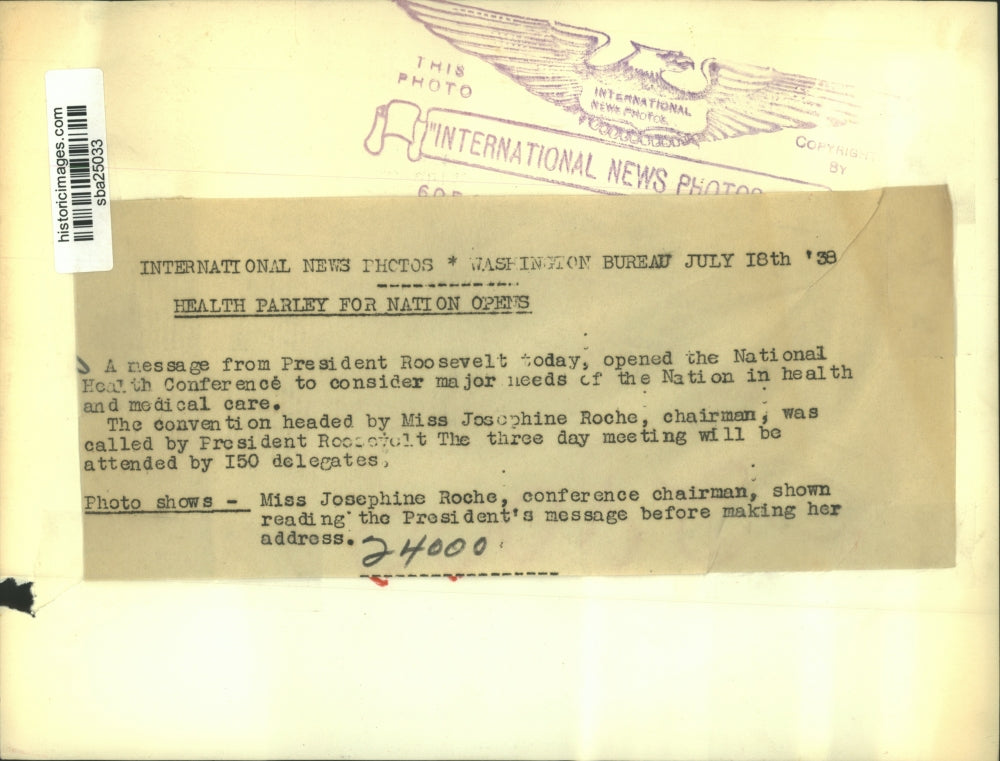 THIS
PHOTO
INTERNATIONAL
NEWS PHOTOS
COPYRIGHT
BY
"INTERNATIONAL NEWS PHOTOS
historicimages.com
sba25033
INTERNATIONAL NEWS PHOTOS * WASHINGTON BUREAU JULY I8th '38
HEALTH PARLEY FOR NATION OPENS
A message from President Roosevelt today, opened the National
Health Conference to consider major needs of the Nation in health
and medical care.
The convention headed by Miss Josephine Roche, chairman, was
called by President Roosevelt The three day meeting will be
attended by I50 delegates,
Photo shows - Miss Josephine Roche, conference chairman, shown
reading the President's message before making her
address.
24000